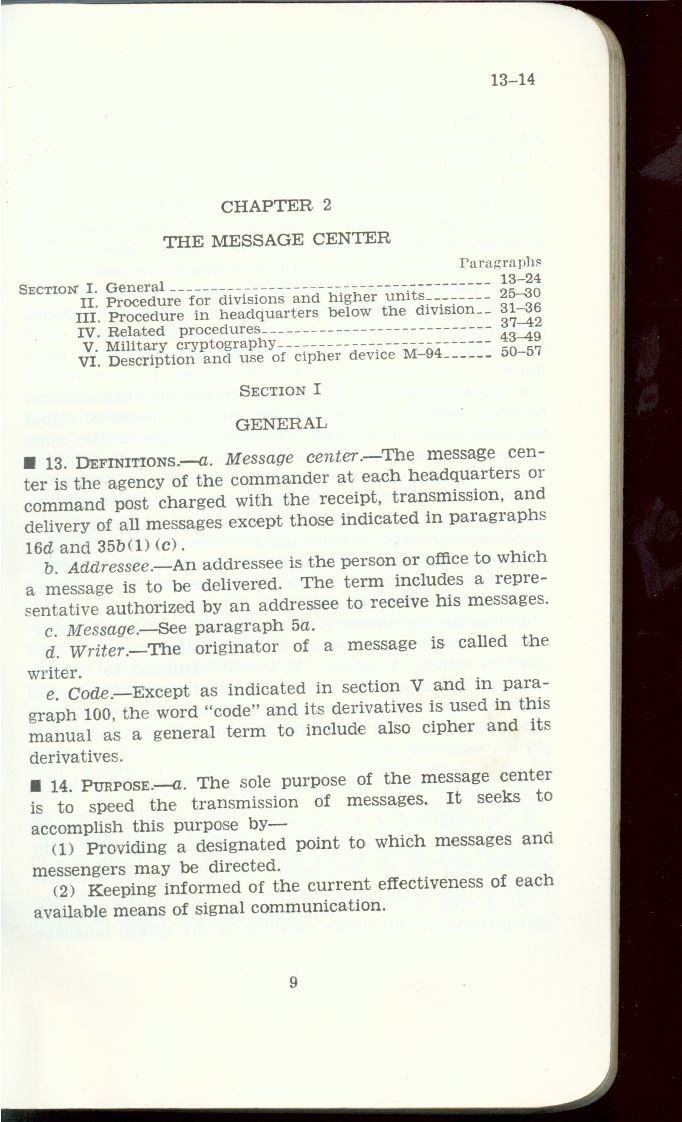 13–14
CHAPTER 2
THE MESSAGE CENTER
Paragraphs
SECTION I. General ---------------------------------------- 13–24
II. Procedure for divisions and higher units-------- 25–30
III. Procedure in headquarters below the division-- 31–36
IV. Related procedures---------------------------- 37–42
V. Military cryptography-------------------------- 43–49
VI. Description and use of cipher device M–94------ 50–57
SECTION I
GENERAL
■ 13. DEFINITIONS.—a. Message center.—The message cen-
ter is the agency of the commander at each headquarters or
command post charged with the receipt, transmission, and
delivery of all messages except those indicated in paragraphs
16d and 35b(1) (c).
b. Addressee.—An addressee is the person or office to which
a message is to be delivered. The term includes a repre-
sentative authorized by an addressee to receive his messages.
c. Message.—See paragraph 5a.
d. Writer.—The originator of a message is called the
writer.
e. Code.—Except as indicated in section V and in para-
graph 100, the word “code” and its derivatives is used in this
manual as a general term to include also cipher and its
derivatives.
■ 14. PURPOSE.—a. The sole purpose of the message center
is to speed the transmission of messages. It seeks to
accomplish this purpose by—
(1) Providing a designated point to which messages and
messengers may be directed.
(2) Keeping informed of the current effectiveness of each
available means of signal communication.
9